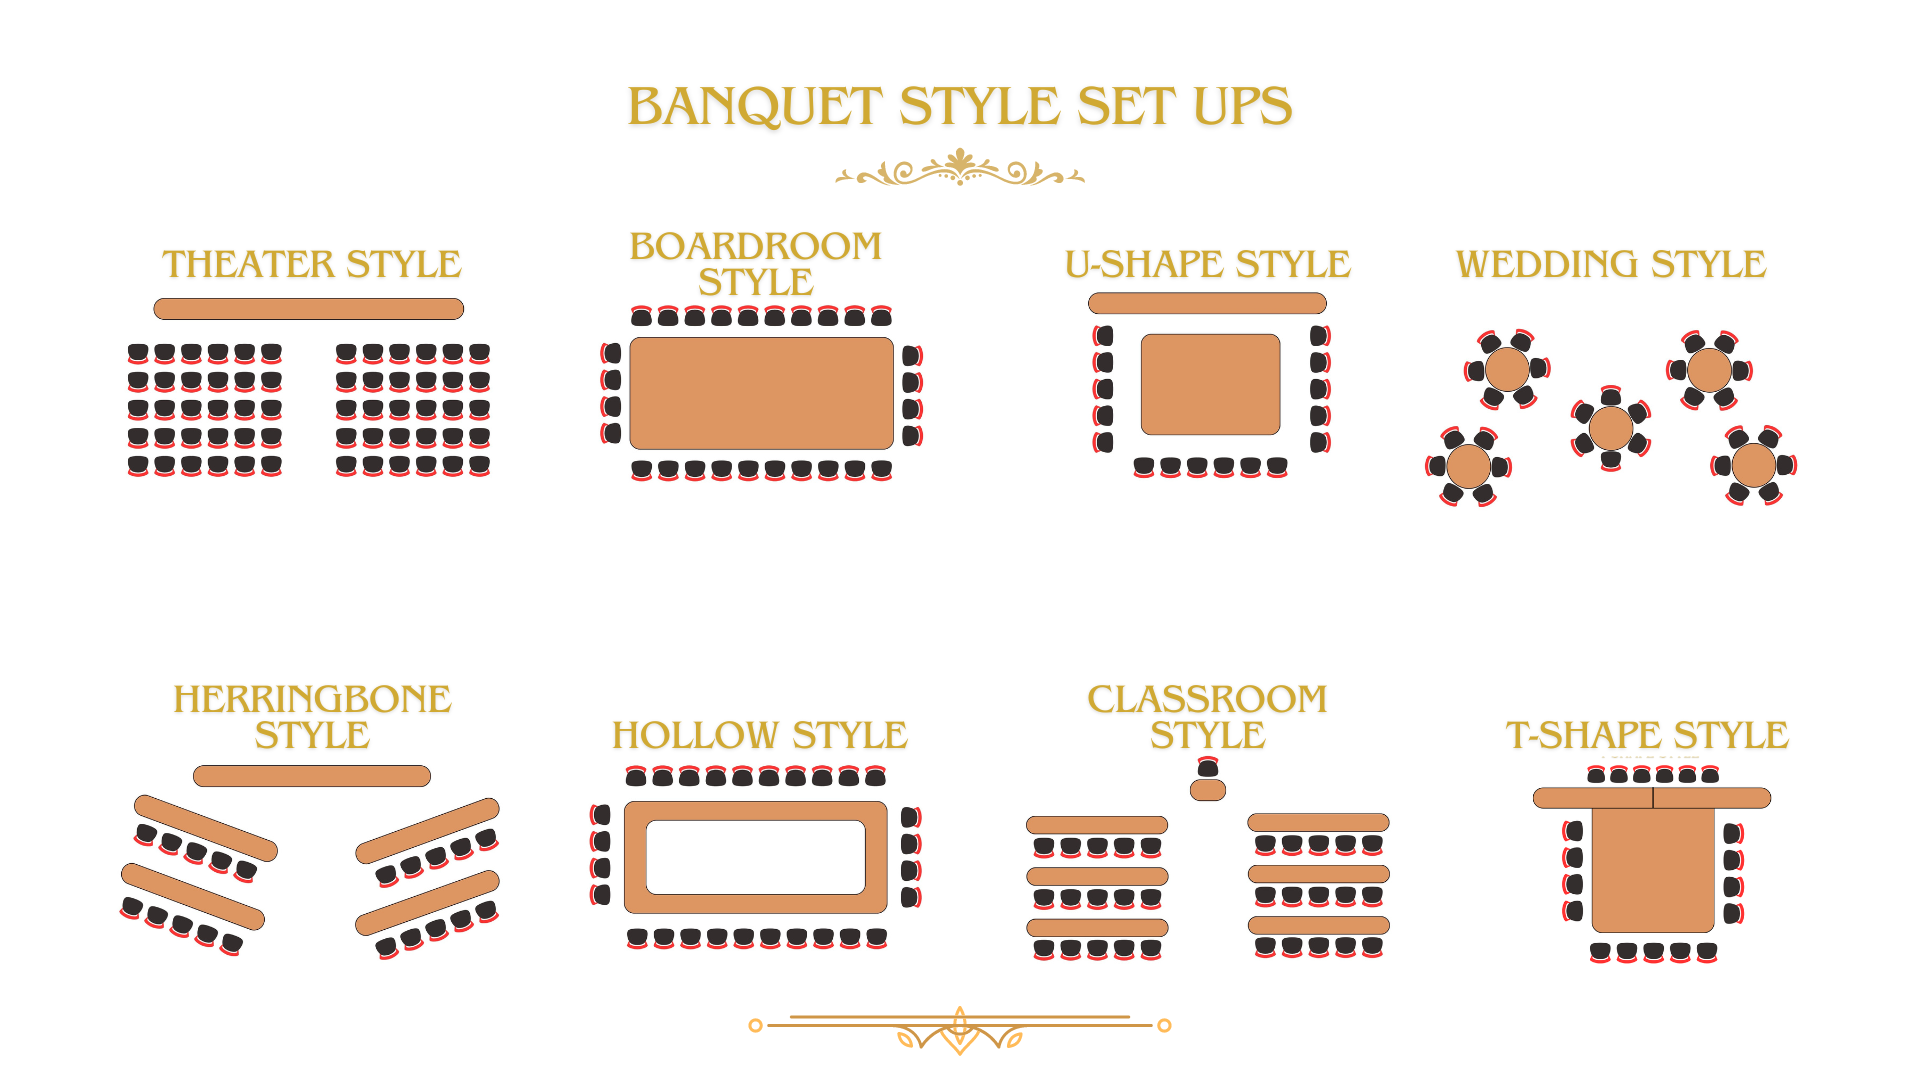 BANQUET STYLE SET UPS
THEATER STYLE
BOARDROOM
STYLE
U-SHAPE STYLE
WEDDING STYLE
HERRINGBONE
STYLE
HOLLOW STYLE
CLASSROOM
STYLE
T-SHAPE STYLE